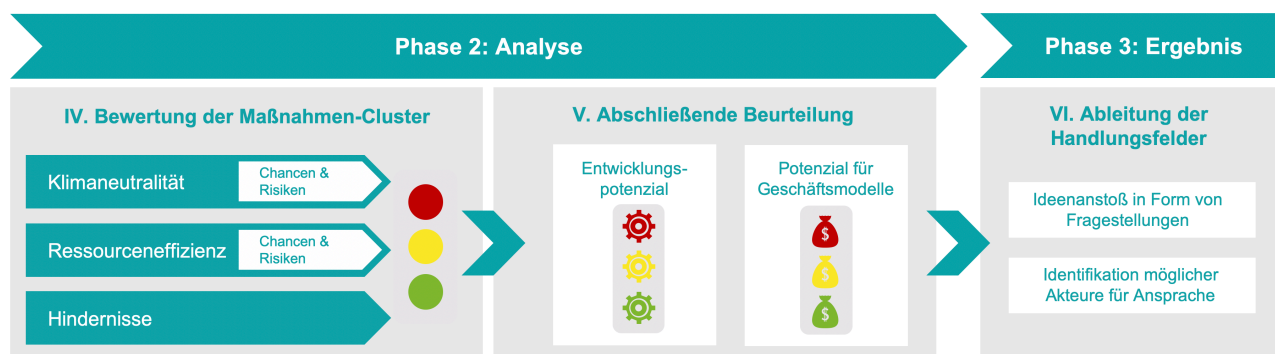 Phase 2: Analyse
Phase 3: Ergebnis
IV. Bewertung der Maßnahmen-Cluster
Klimaneutralität
Chancen &
Risiken
Ressourceneffizienz
Chancen &
Risiken
Hindernisse
V. Abschließende Beurteilung
Entwicklungs-
potenzial
Potenzial für
Geschäftsmodelle
$
$
$
VI. Ableitung der
Handlungsfelder
Ideenanstoß in Form von
Fragestellungen
Identifikation möglicher
Akteure für Ansprache